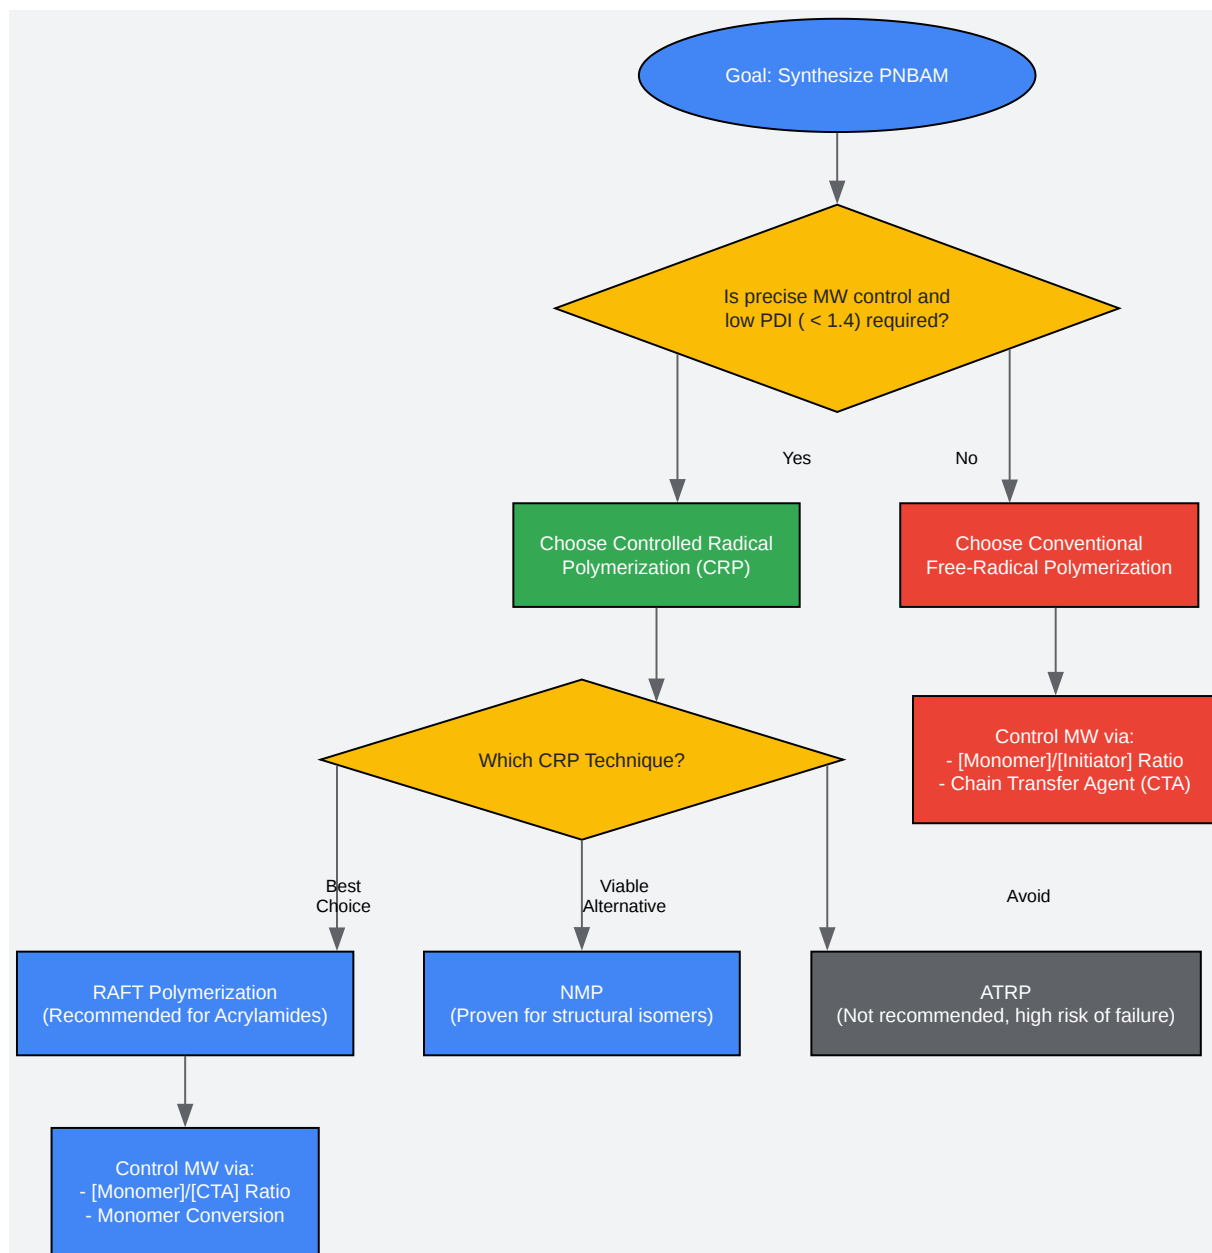 Goal: Synthesize PNBAM
Is precise MW control and
low PDI ( < 1.4) required?
Yes
No
Choose Controlled Radical
Polymerization (CRP)
Choose Conventional
Free-Radical Polymerization
Control MW via:
- [Monomer]/[Initiator] Ratio
- Chain Transfer Agent (CTA)
Which CRP Technique?
Best
Choice
Viable
Alternative
Avoid
RAFT Polymerization
(Recommended for Acrylamides)
NMP
(Proven for structural isomers)
ATRP
(Not recommended, high risk of failure)
Control MW via:
- [Monomer]/[CTA] Ratio
- Monomer Conversion